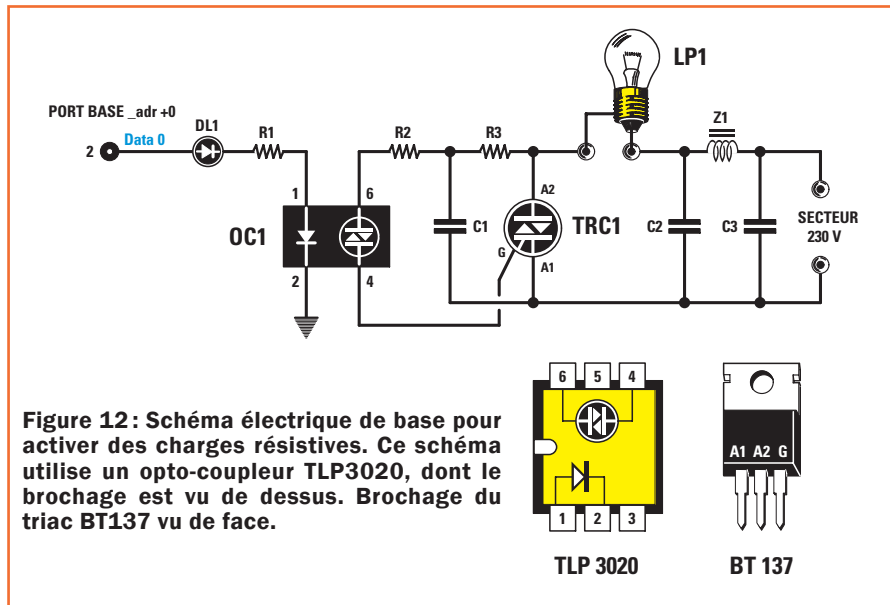 LP1
PORT BASE _adr +0
DL1
R1
R2
R3
Z1
2
Data 0
1
6
A2
OC1
C1
TRC1
C2
C3
SECTEUR
230 V
G
A1
2
4
Figure 12 : Schéma électrique de base pour
activer des charges résistives. Ce schéma
utilise un opto-coupleur TLP3020, dont le
brochage est vu de dessus. Brochage du
triac BT137 vu de face.
6 5 4
1 2 3
TLP 3020
A1 A2 G
BT 137